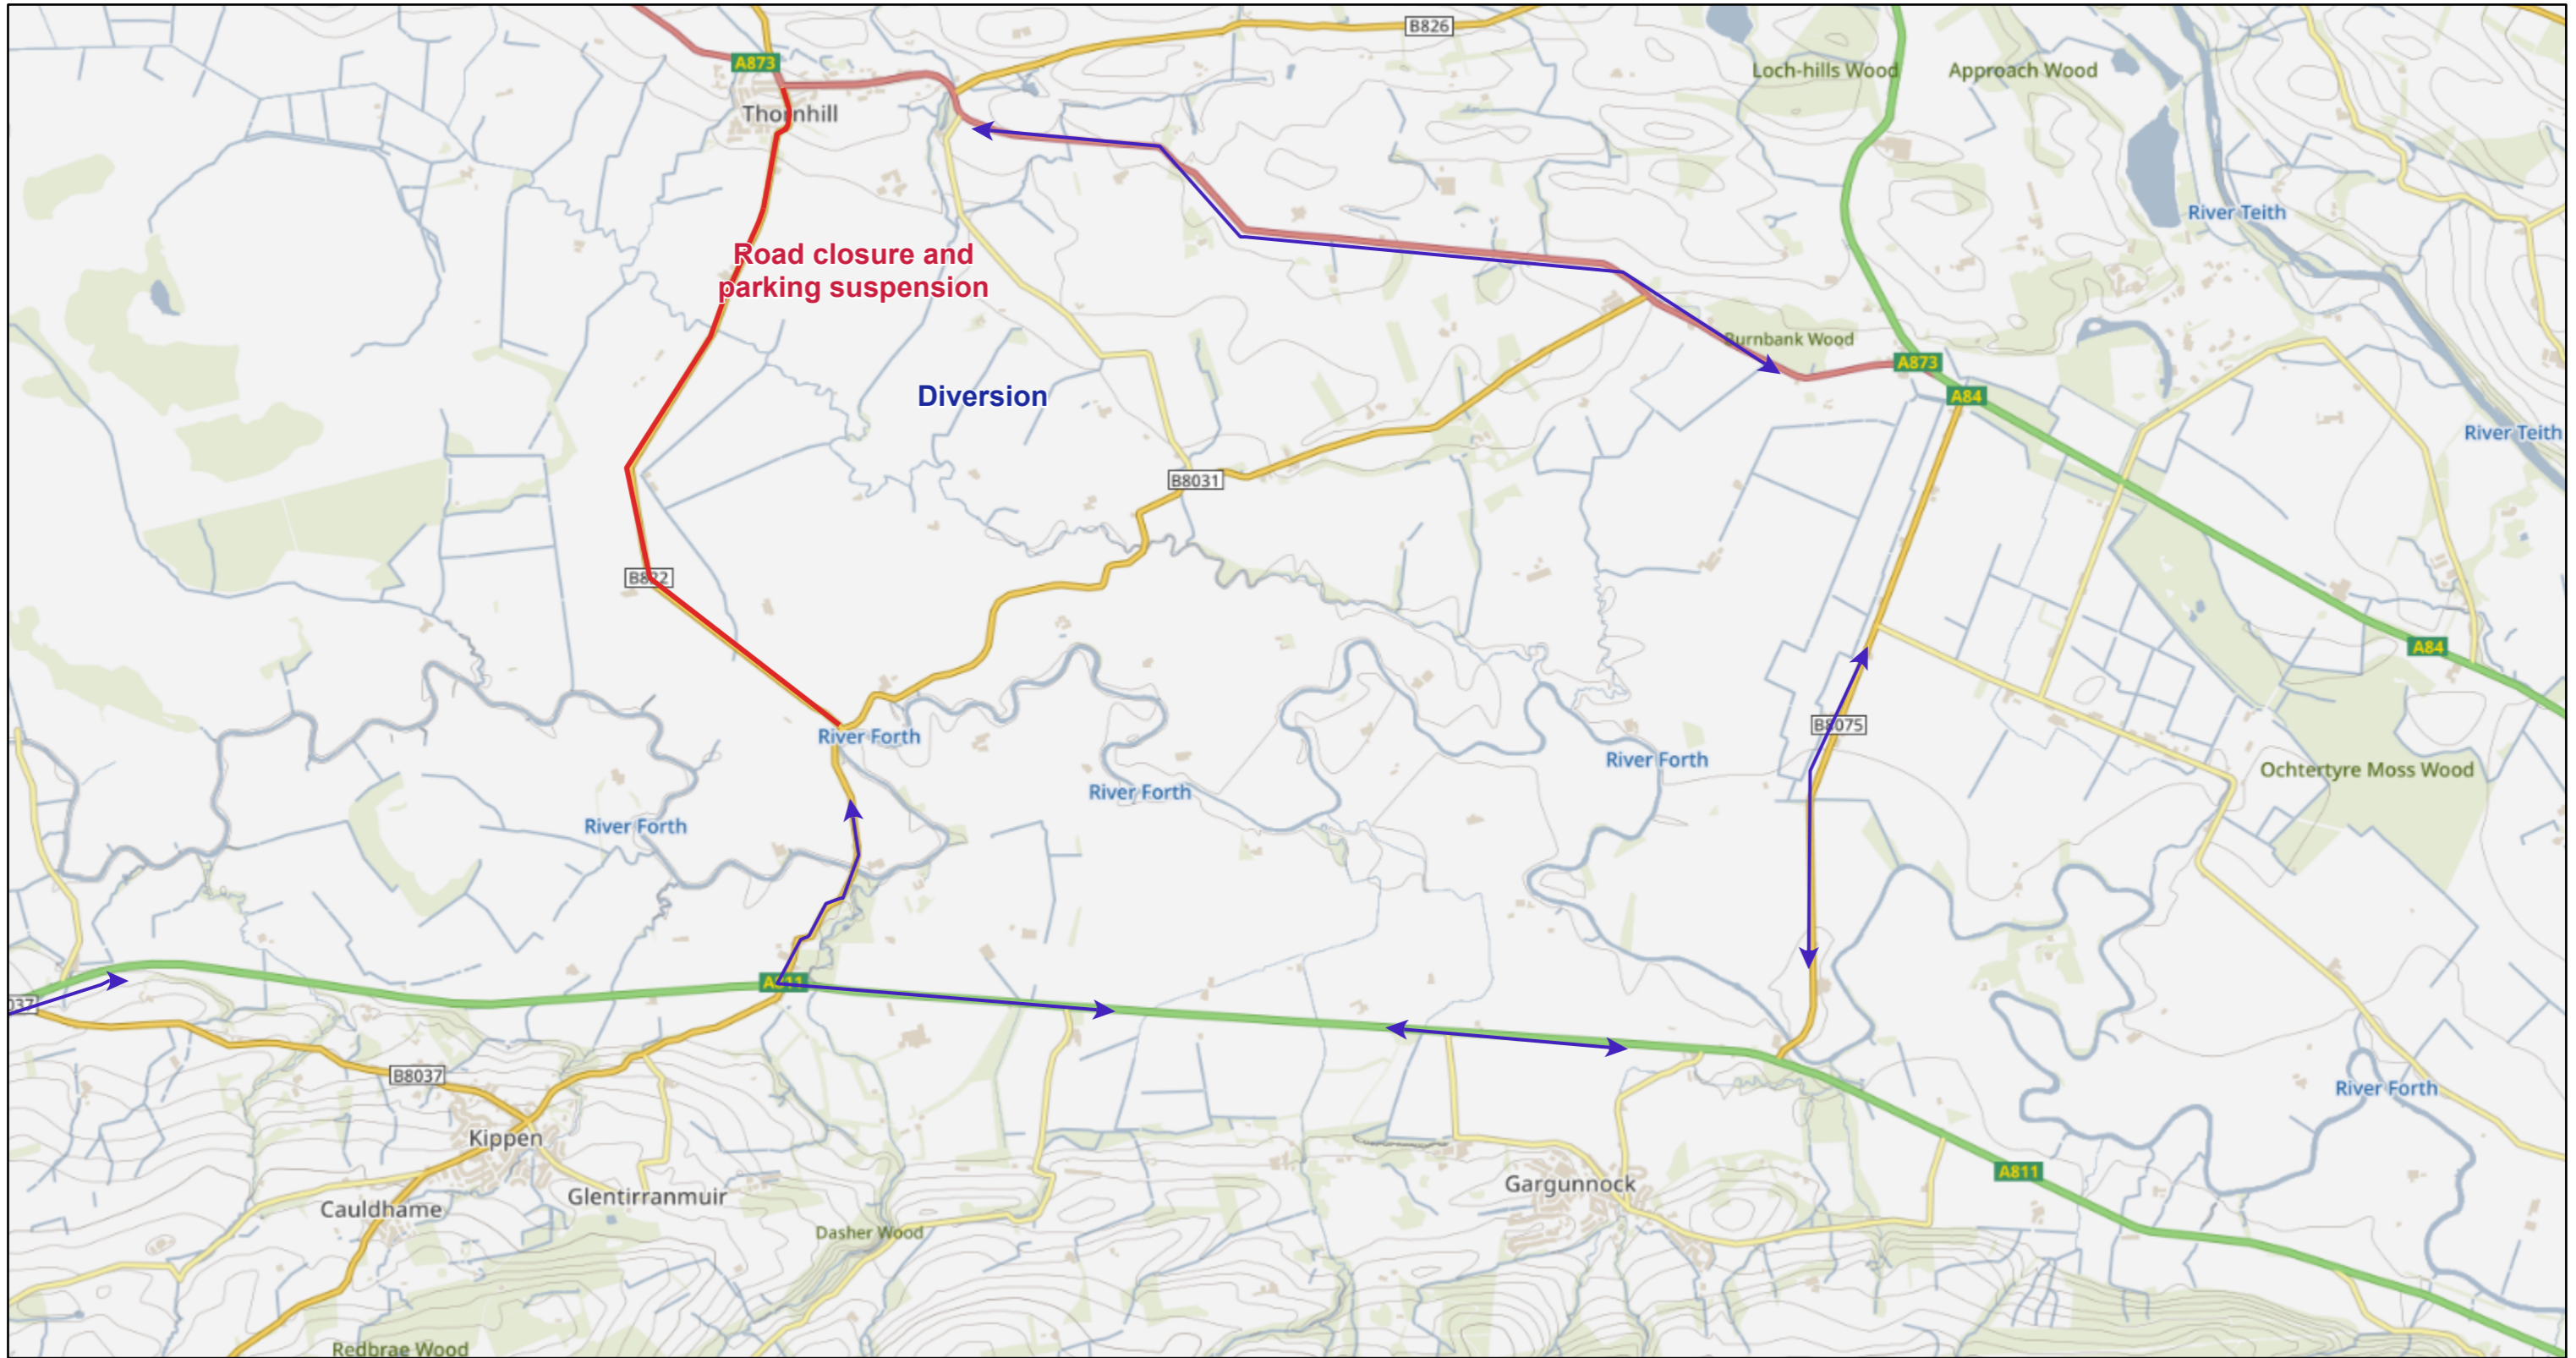 B826
A873
Loch-hills Wood
Approach Wood
Thornhill
River Teith
Road closure and
parking suspension
Burnbank Wood
A873
Diversion
A84
River Teith
B8031
B822
A84
B8075
River Forth
River Forth
Ochtertyre Moss Wood
River Forth
River Forth
A811
037
B8037
River Forth
Kippen
A811
Gargunnock
Glentirranmuir
Cauldhame
Dasher Wood
Redbrae Wood